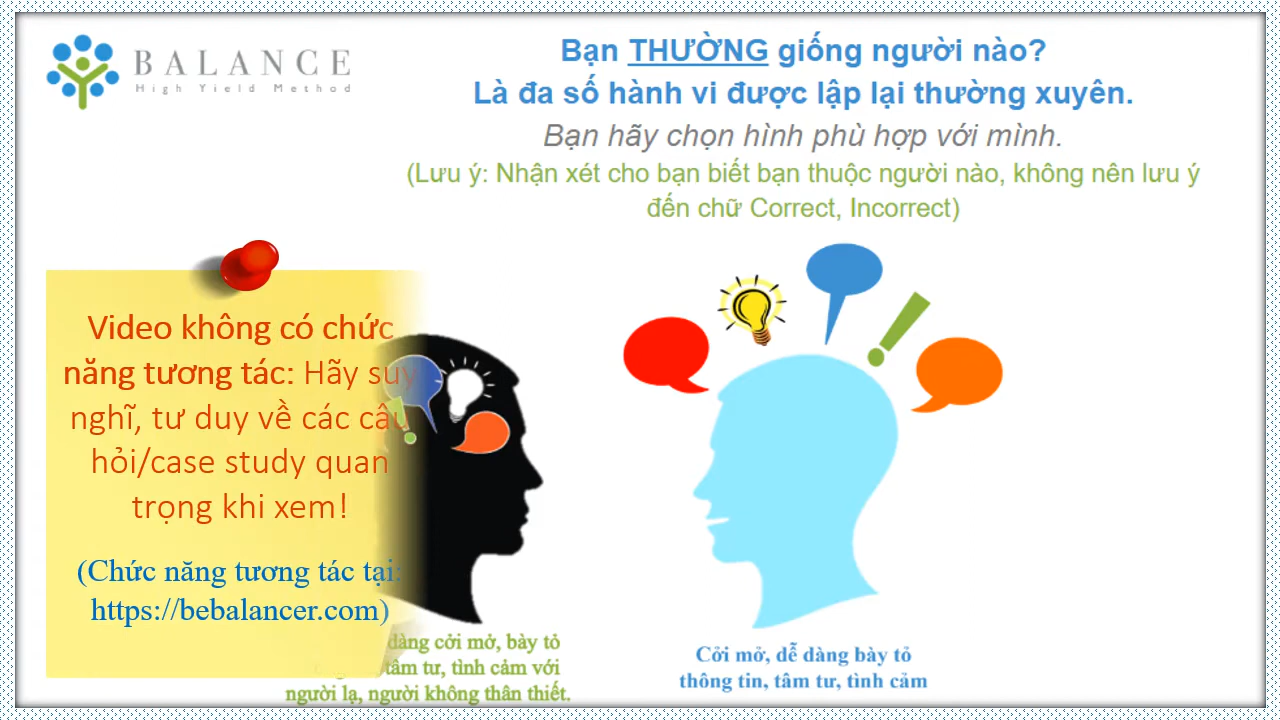 BALANCE
High Yield Method
Bạn THƯỜNG giống người nào?
Là đa số hành vi được lập lại thường xuyên.
Bạn hãy chọn hình phù hợp với mình.
(Lưu ý: Nhận xét cho bạn biết bạn thuộc người nào, không nên lưu ý
đến chữ Correct, Incorrect)
Video không có chức
năng tương tác: Hãy suy
nghĩ, tư duy về các câu
hỏi/case study quan
trọng khi xem!
(Chức năng tương tác tại:
https://bebalancer.com)
dàng cởi mở, bày tỏ
tâm tư, tình cảm với
người lạ, người không thân thiết.
Cởi mở, dễ dàng bày tỏ
thông tin, tâm tư, tình cảm